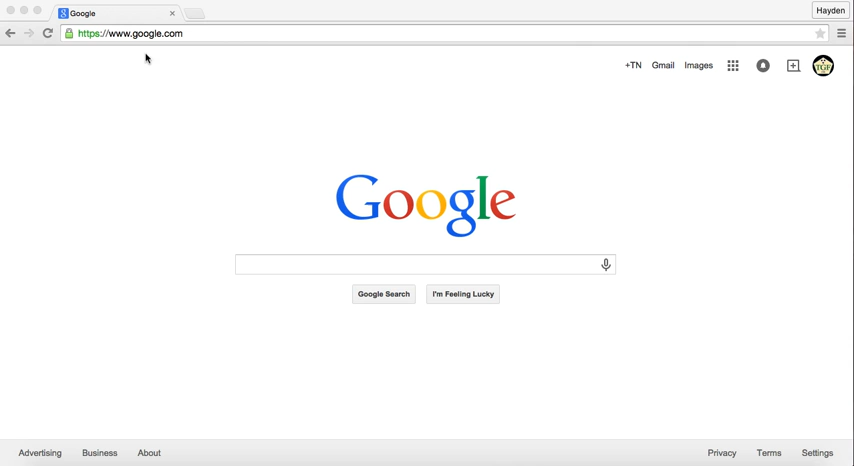 Google
Hayden
https://www.google.com
+TN Gmail Images
TGF
Google
Google Search I'm Feeling Lucky
Advertising Business About Privacy Terms Settings